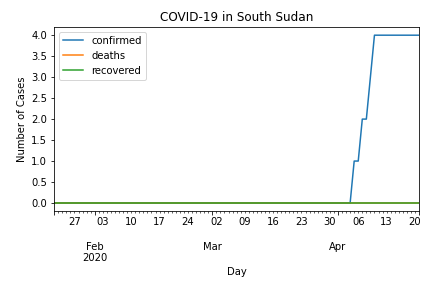 COVID-19 in South Sudan
confirmed
deaths
recovered
Number of Cases
4.0
3.5
3.0
2.5
2.0
1.5
1.0
0.5
0.0
27 03 10 17 24 02 09 16 23 30 06 13 20
Feb Mar Apr
2020
Day